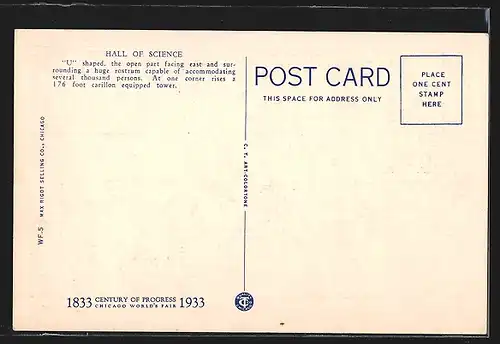 HALL OF SCIENCE
"U" shaped, the open part facing east and sur-
rounding a huge rostrum capable of accommodating
several thousand persons. At one corner rises a
176 foot carillon equipped tower.
WF-5 MAX RIGOT SELLING CO., CHICAGO
1833 CENTURY OF PROGRESS 1933
CHICAGO WORLD'S FAIR
C. T. ART-COLORTONE
POST CARD
THIS SPACE FOR ADDRESS ONLY
PLACE
ONE CENT
STAMP
HERE